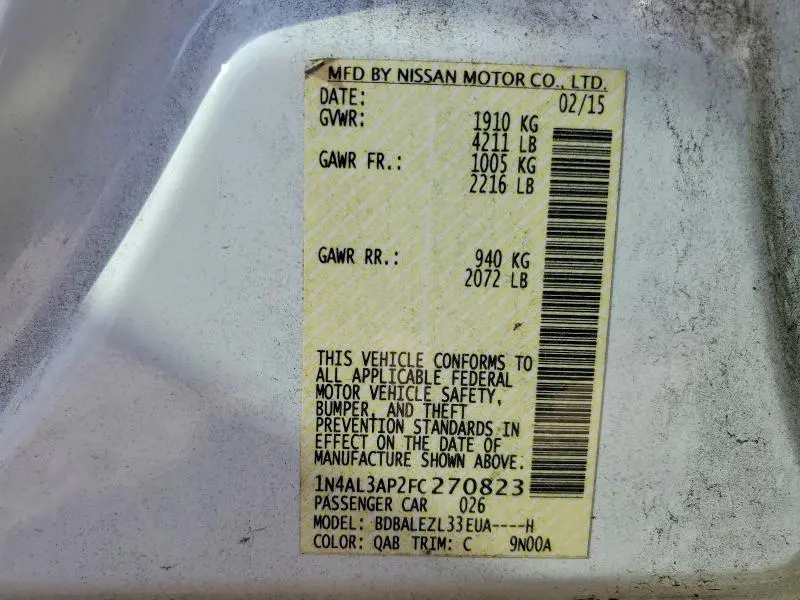 MFD BY NISSAN MOTOR CO., LTD.
DATE: 02/15
GVWR: 1910 KG
4211 LB
GAWR FR.: 1005 KG
2216 LB
GAWR RR.: 940 KG
2072 LB
THIS VEHICLE CONFORMS TO
ALL APPLICABLE FEDERAL
MOTOR VEHICLE SAFETY,
BUMPER, AND THEFT
PREVENTION STANDARDS IN
EFFECT ON THE DATE OF
MANUFACTURE SHOWN ABOVE.
1N4AL3AP2FC270823
PASSENGER CAR 026
MODEL: BDBALEZL33EUA----H
COLOR: QAB TRIM: C 9N00A